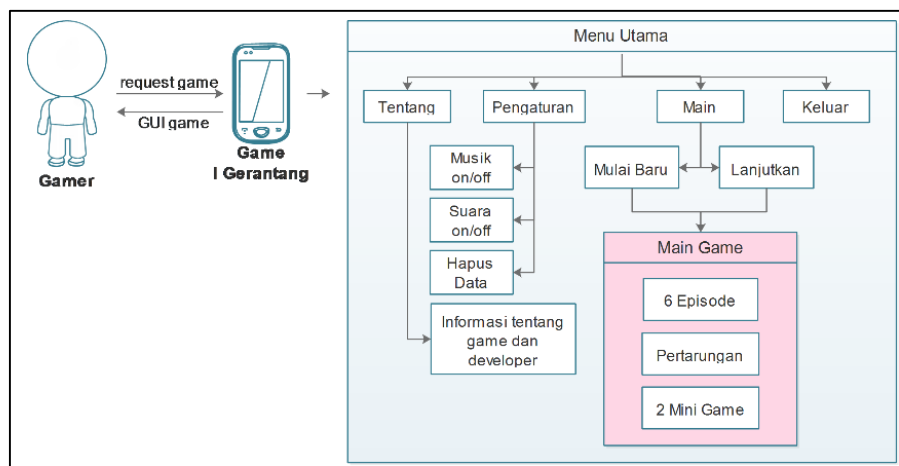 request game
GUI game
Gamer
Game
I Gerantang
Menu Utama
Tentang
Pengaturan
Main
Keluar
Musik
on/off
Suara
on/off
Hapus
Data
Informasi tentang
game dan
developer
Mulai Baru
Lanjutkan
Main Game
6 Episode
Pertarungan
2 Mini Game